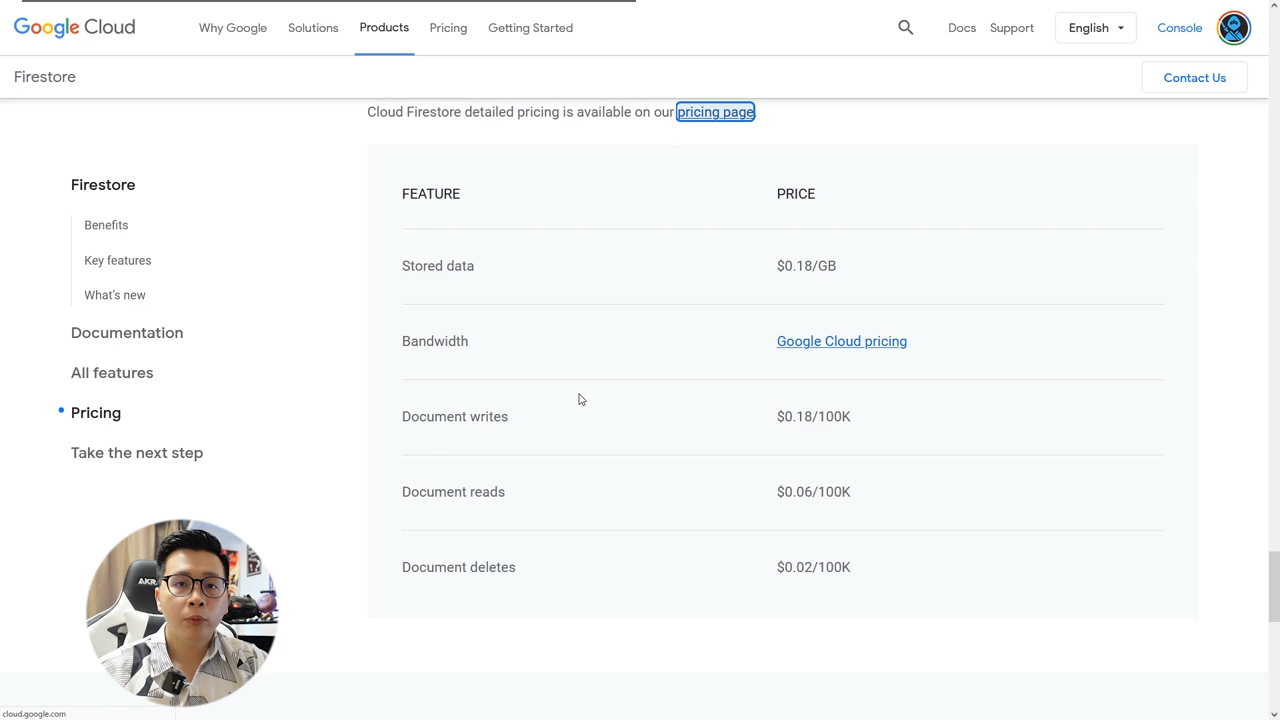 Google Cloud
Why Google
Solutions
Products
Pricing
Getting Started
Docs
Support
English
Console
Firestore
Contact Us
Cloud Firestore detailed pricing is available on our pricing page.
Firestore
Benefits
Key features
What's new
Documentation
All features
Pricing
Take the next step
FEATURE PRICE
Stored data $0.18/GB
Bandwidth Google Cloud pricing
Document writes $0.18/100K
Document reads $0.06/100K
Document deletes $0.02/100K
AKR
cloud.google.com